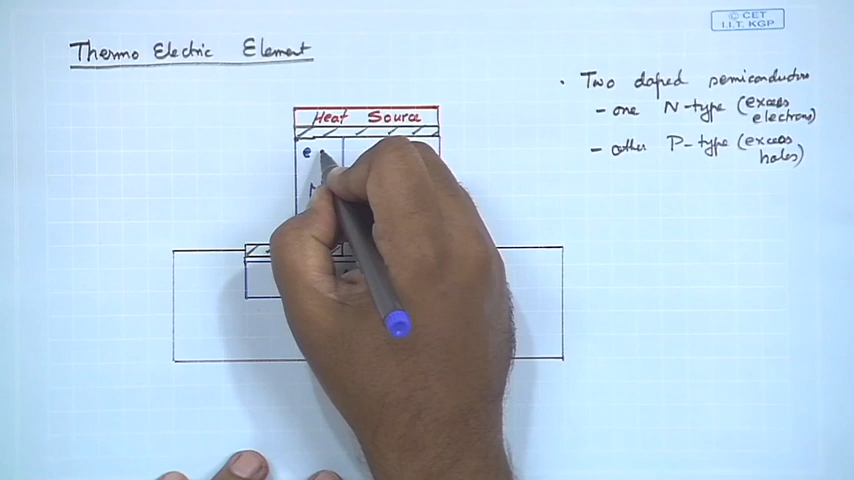 © CET
I.I.T. KGP
Thermo Electric Element
• Two doped semiconductors
- one N-type (excess
electrons)
- other P-type (excess
holes)
Heat Source
e